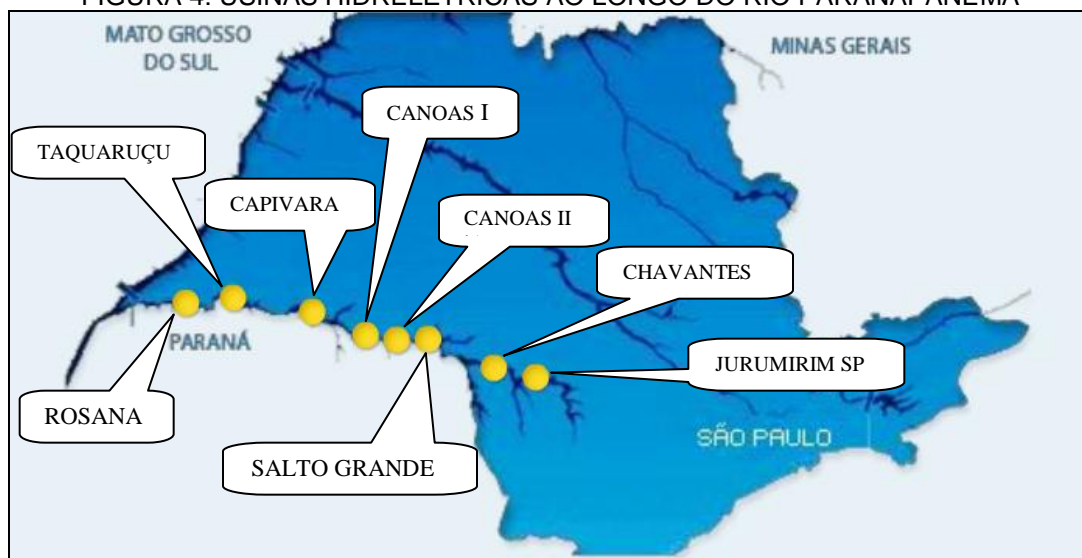 FIGURA 4: USINAS HIDRELÉTRICAS AO LONGO DO RIO PARANAPANEMA
MATO GROSSO
DO SUL
MINAS GERAIS
CANOAS I
TAQUARUÇU
CAPIVARA
CANOAS II
CHAVANTES
PARANÁ
JURUMIRIM SP
ROSANA
SÃO PAULO
SALTO GRANDE